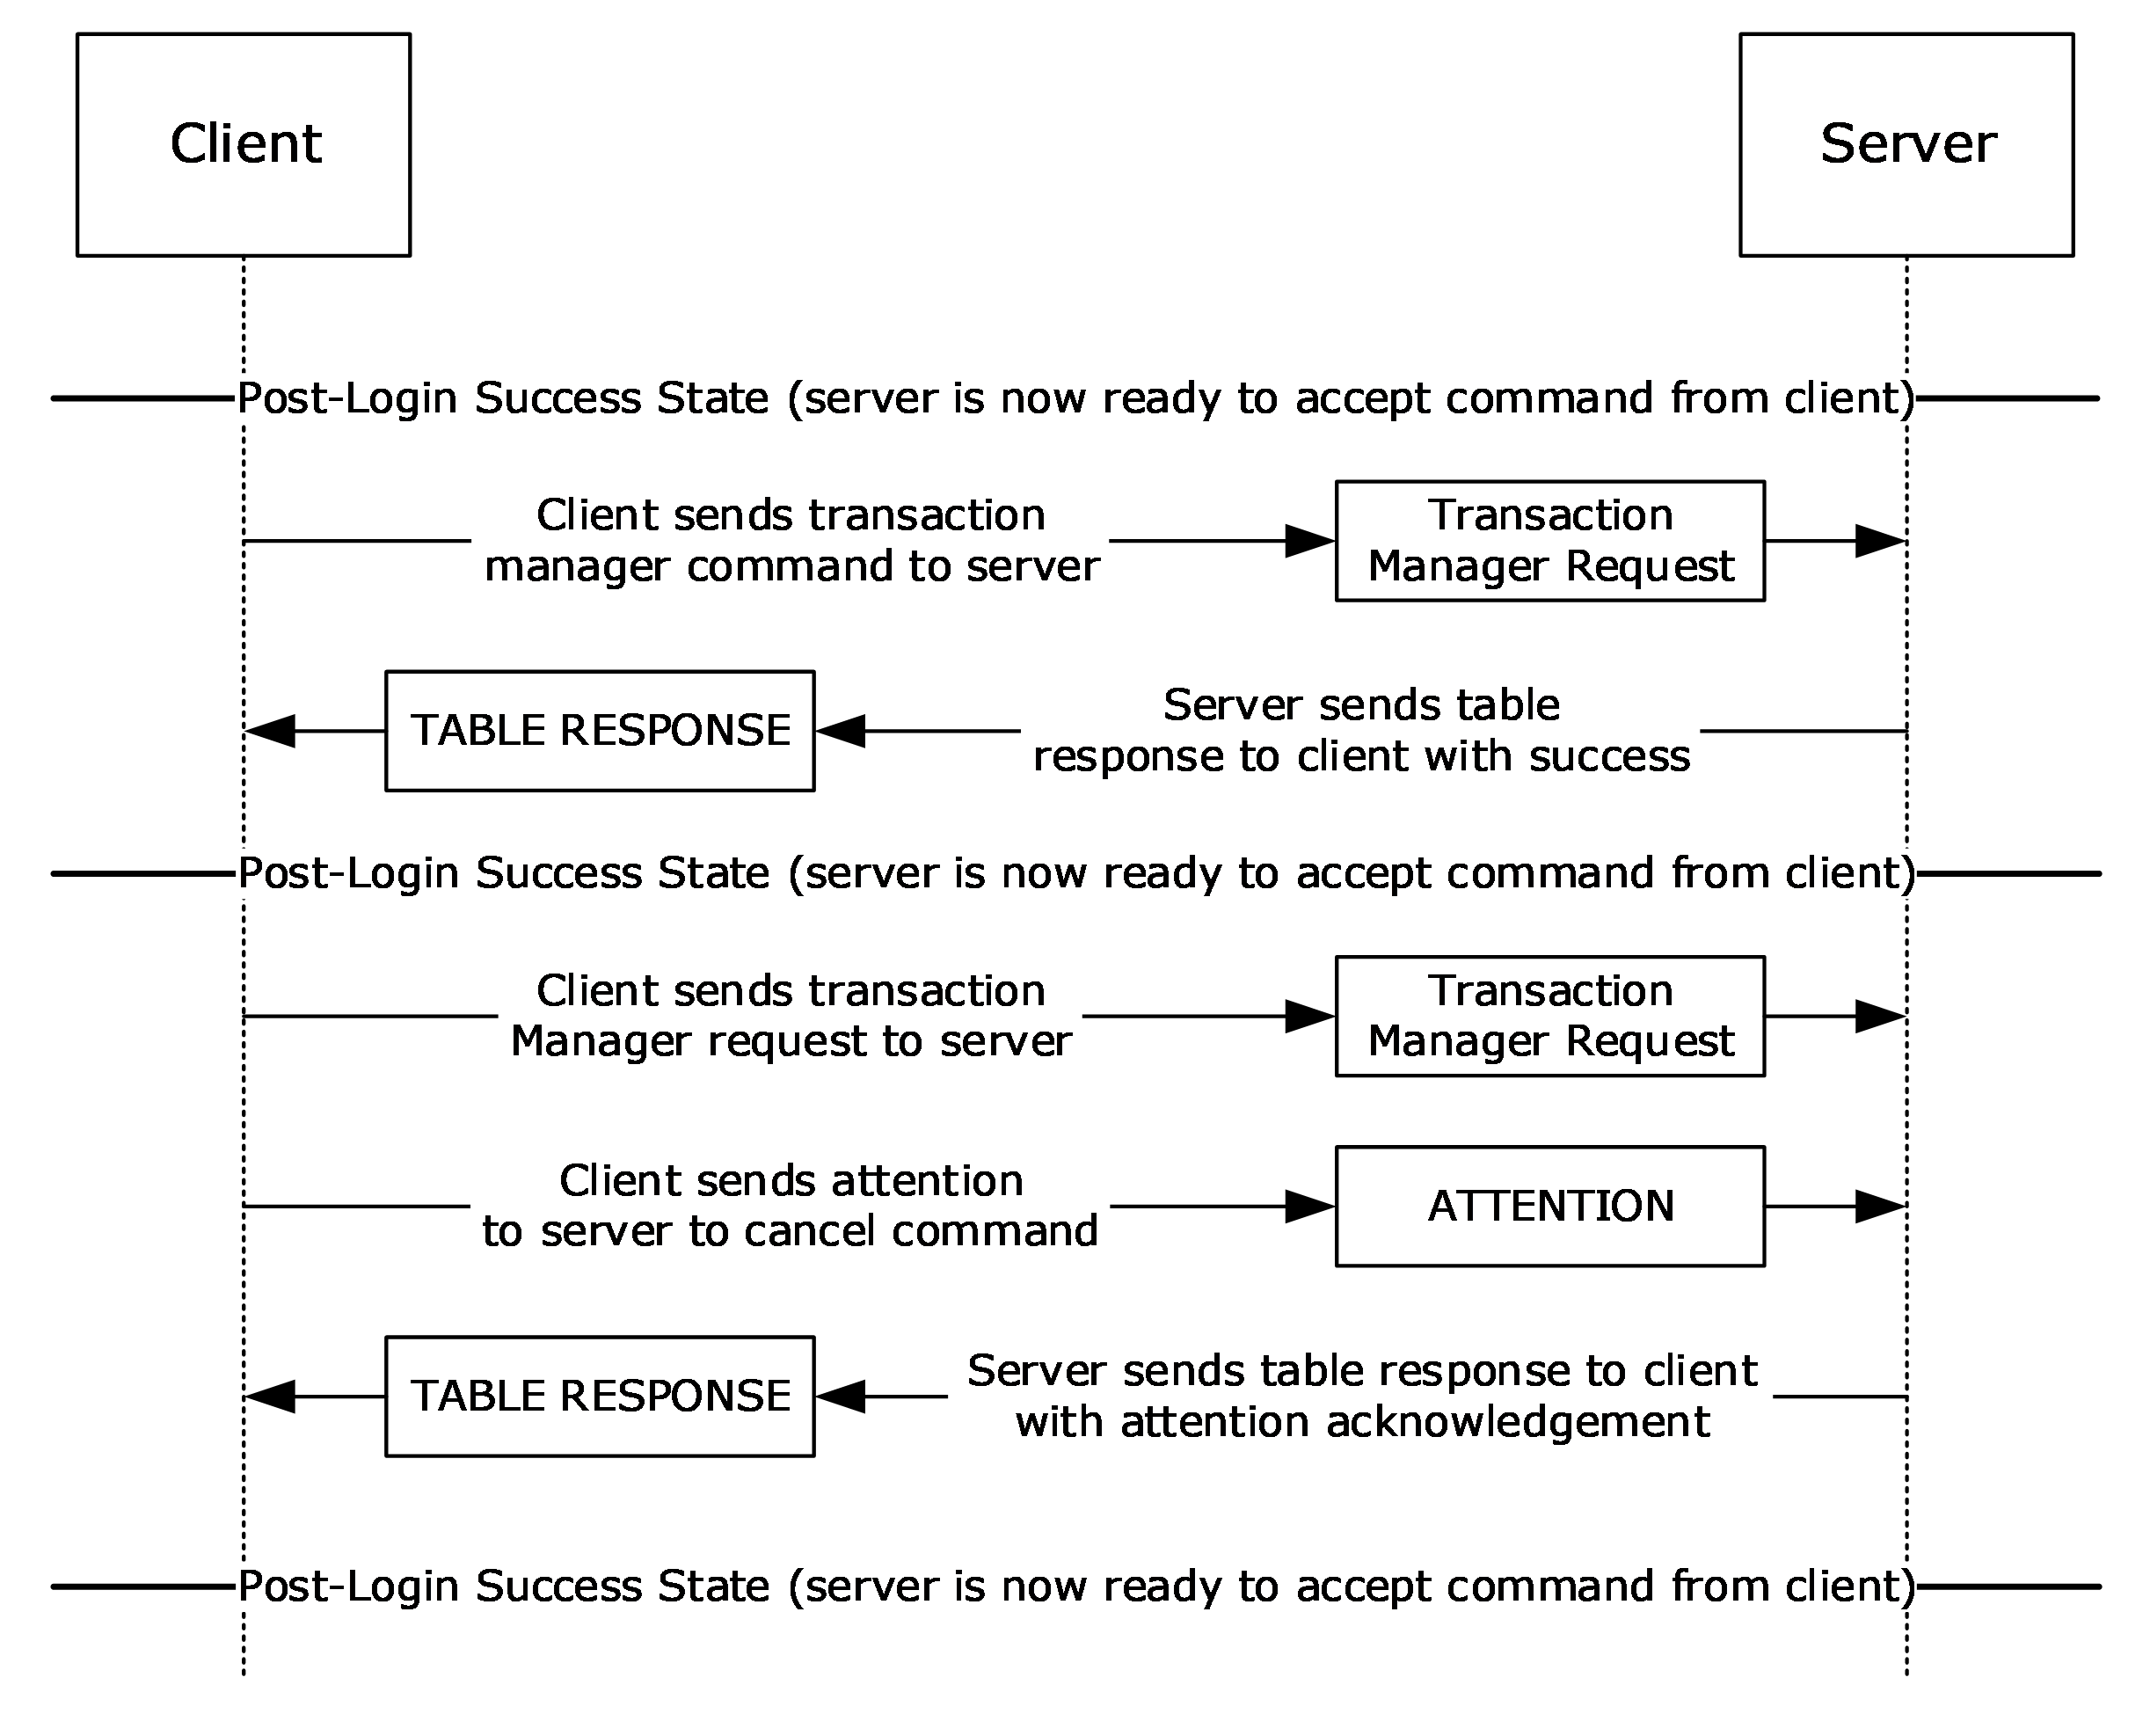 Client
Server
Post-Login Success State (server is now ready to accept command from client)
Client sends transaction
manager command to server
Transaction
Manager Request
TABLE RESPONSE
Server sends table
response to client with success
Post-Login Success State (server is now ready to accept command from client)
Client sends transaction
Manager request to server
Transaction
Manager Request
Client sends attention
to server to cancel command
ATTENTION
TABLE RESPONSE
Server sends table response to client
with attention acknowledgement
Post-Login Success State (server is now ready to accept command from client)